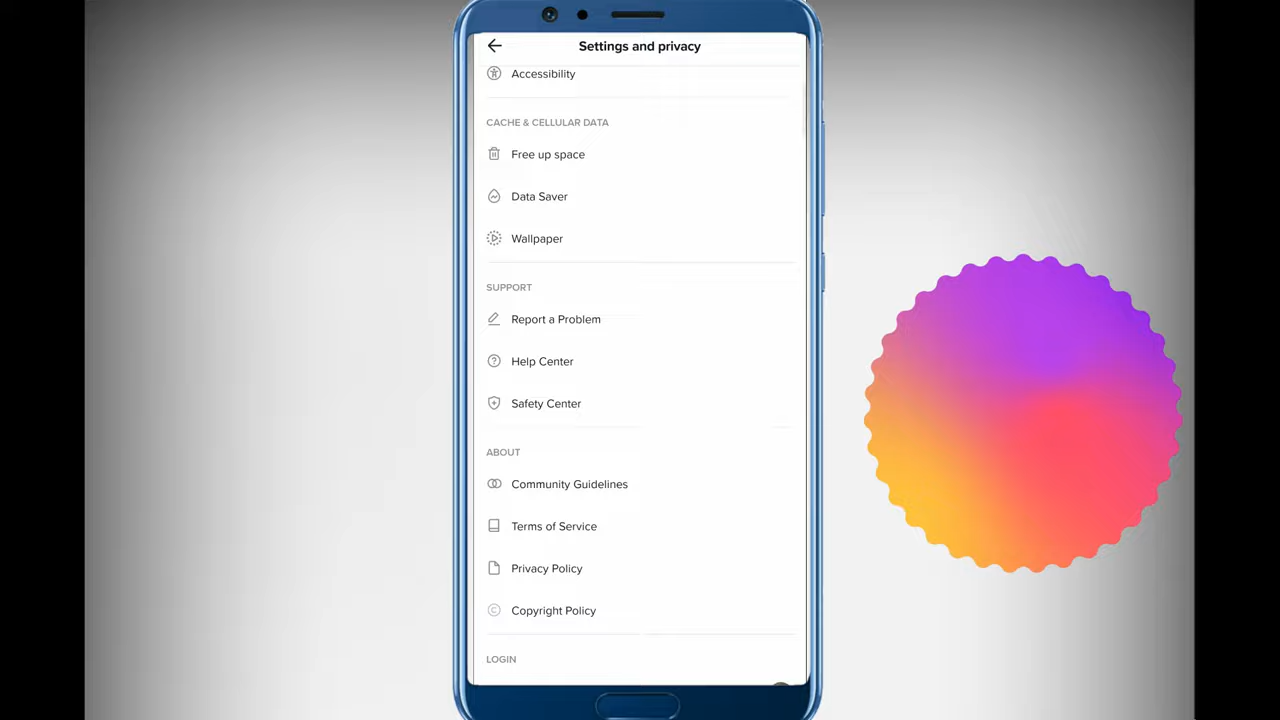 Settings and privacy
Accessibility
CACHE & CELLULAR DATA
Free up space
Data Saver
Wallpaper
SUPPORT
Report a Problem
Help Center
Safety Center
ABOUT
Community Guidelines
Terms of Service
Privacy Policy
Copyright Policy
LOGIN